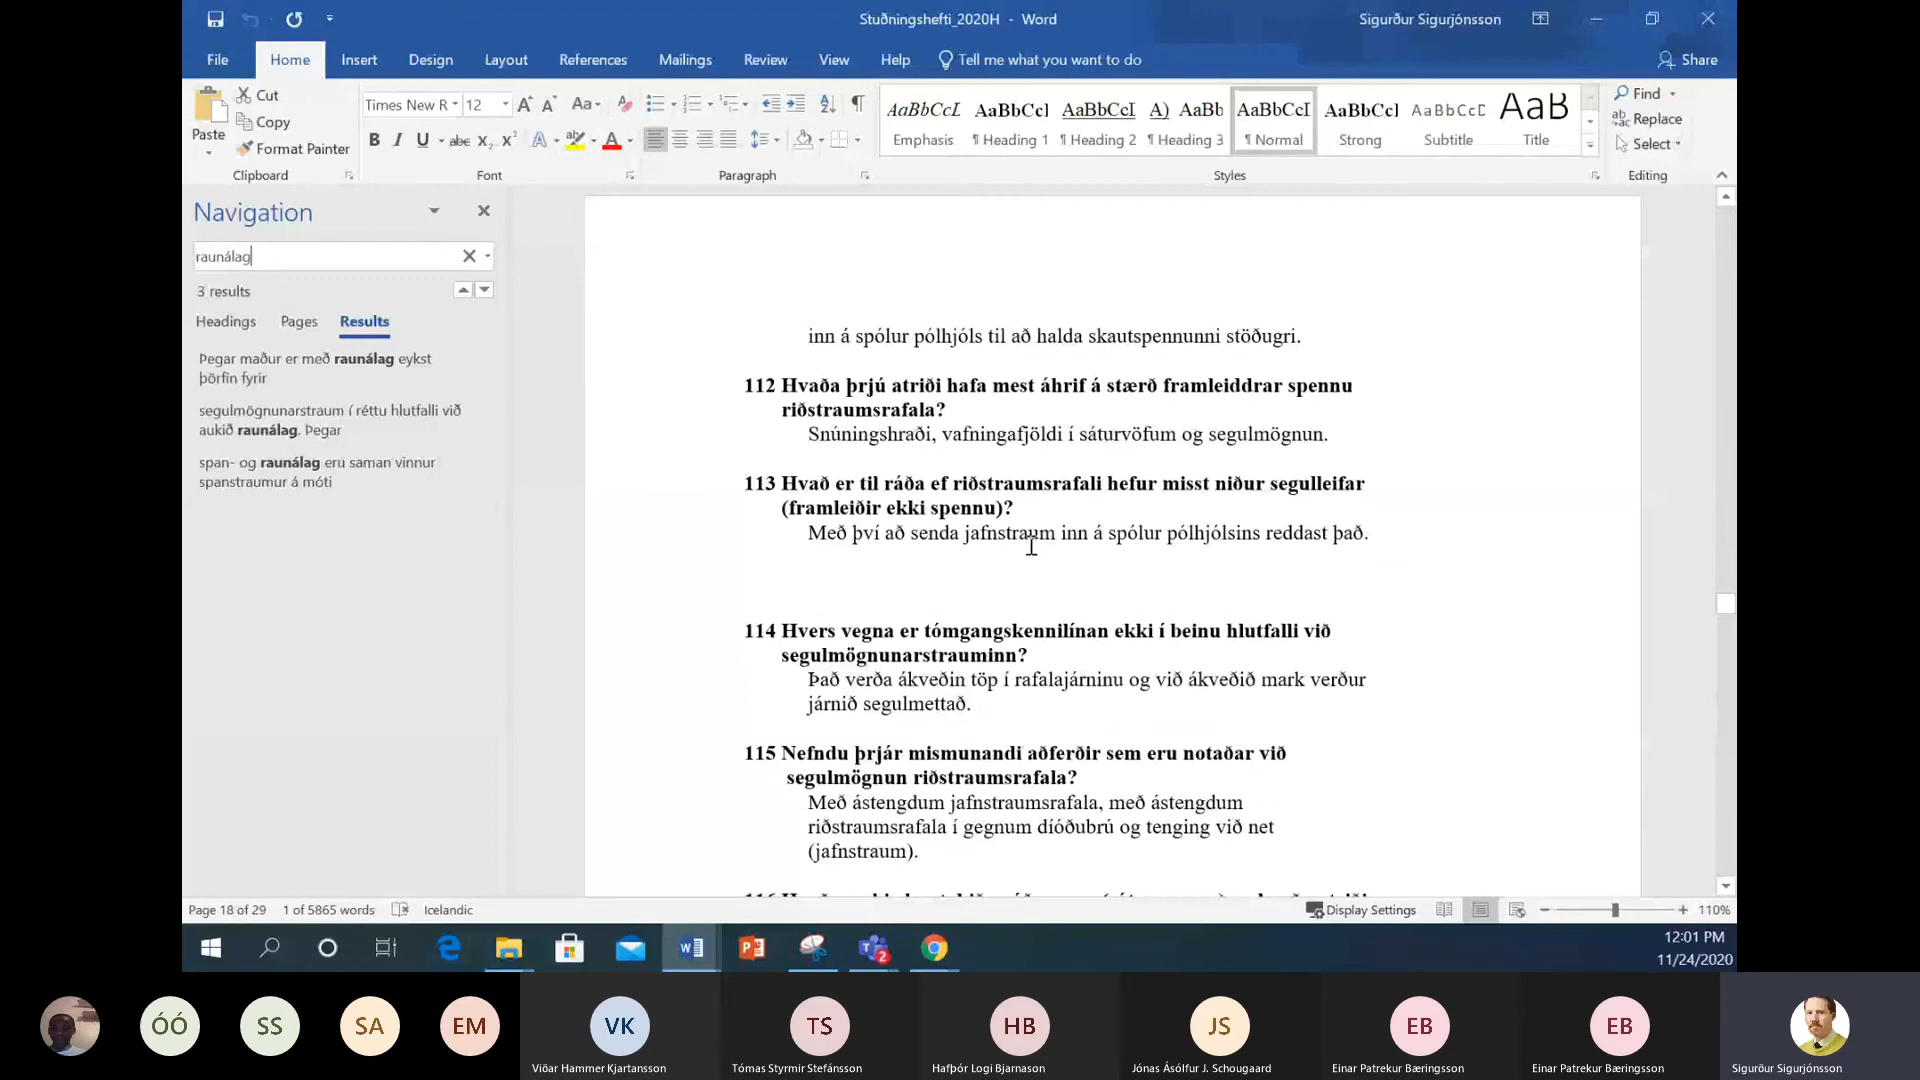 Stuðningshefti_2020H - Word
Sigurður Sigurjónsson
File Home Insert Design Layout References Mailings Review View Help Tell me what you want to do Share
Paste
Cut
Copy
Format Painter
Clipboard
Times New R 12
Aa
B I U abc X₂ X²
Font
Paragraph
AaBbCcI AaBbCcI AaBbCcI A) AaBb AaBbCcI AaBbCcI AaBbCcD AaB
Emphasis ¶ Heading 1 ¶ Heading 2 ¶ Heading 3 ¶ Normal Strong Subtitle Title
Styles
Find
Replace
Select
Editing
Navigation
raunálag
3 results
Headings Pages Results
Þegar maður er með raunálag eykst
þörfin fyrir
segulmögnunarstraum í réttu hlutfalli við
aukið raunálag. Þegar
span- og raunálag eru saman vinnur
spanstraumur á móti
inn á spólur pólhjóls til að halda skautspennunni stöðugri.
112 Hvaða þrjú atriði hafa mest áhrif á stærð framleiddrar spennu
riðstraumsrafala?
Snúningshraði, vafningafjöldi í sáturvöfum og segulmögnun.
113 Hvað er til ráða ef riðstraumsrafali hefur misst niður segulleifar
(framleiðir ekki spennu)?
Með því að senda jafnstraum inn á spólur pólhjólsins reddast það.
114 Hvers vegna er tómgangskennilínan ekki í beinu hlutfalli við
segulmögnunarstrauminn?
Það verða ákveðin töp í rafalajárninu og við ákveðið mark verður
járnið segulmettað.
115 Nefndu þrjár mismunandi aðferðir sem eru notaðar við
segulmögnun riðstraumsrafala?
Með ástengdum jafnstraumsrafala, með ástengdum
riðstraumsrafala í gegnum díóðubrú og tenging við net
(jafnstraum).
Page 18 of 29 1 of 5865 words Icelandic
Display Settings
110%
2
12:01 PM
11/24/2020
ÓÓ SS SA EM VK TS HB JS EB EB
Viðar Hammer Kjartansson
Tómas Styrmir Stefánsson
Hafþór Logi Bjarnason
Jónas Ásólfur J. Schougaard
Einar Patrekur Bæringsson
Einar Patrekur Bæringsson
Sigurður Sigurjónsson